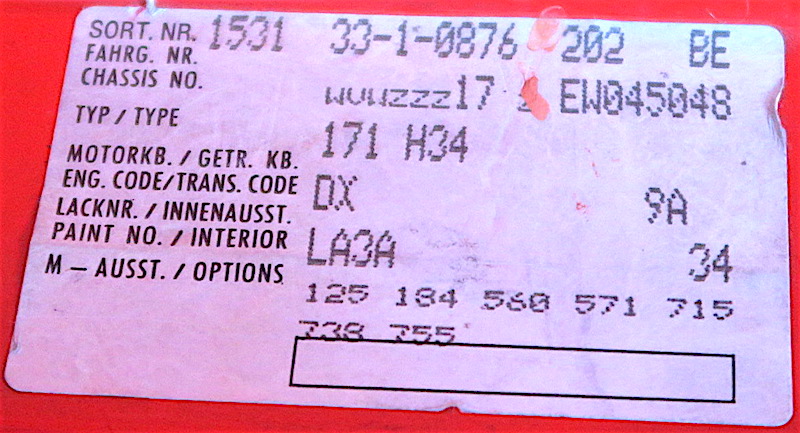 SORT. NR. 1531 33-1-0876 202 BE
FAHRG. NR.
CHASSIS NO. WVWZZZ17 Z EW045048
TYP / TYPE 171 H34
MOTORKB. / GETR. KB.
ENG. CODE/TRANS. CODE DX 9A
LACKNR. / INNENAUSST.
PAINT NO. / INTERIOR LA3A 34
M – AUSST. / OPTIONS
125 184 560 571 715
738 755